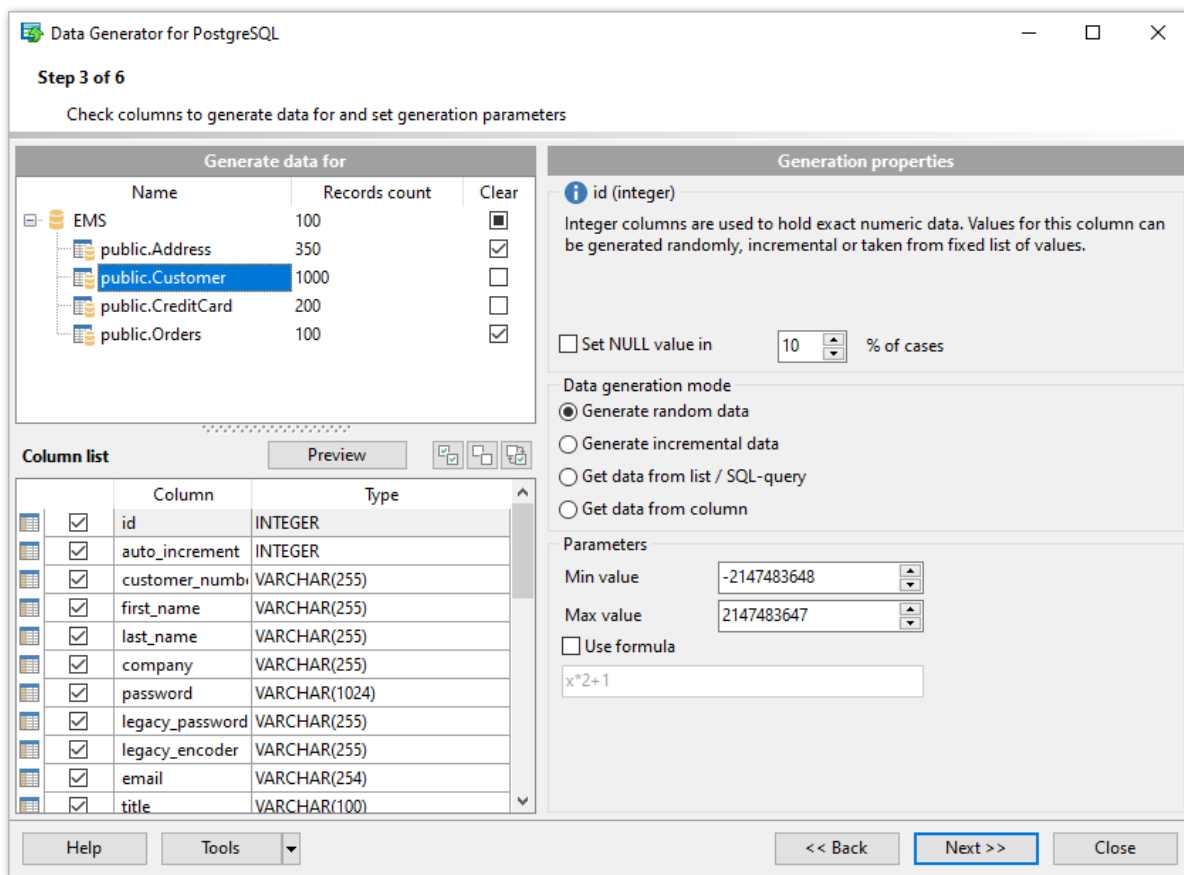 Data Generator for PostgreSQL
Step 3 of 6
Check columns to generate data for and set generation parameters
Generate data for
Name Records count Clear
EMS 100
public.Address 350
public.Customer 1000
public.CreditCard 200
public.Orders 100
Column list Preview
Column Type
id INTEGER
auto_increment INTEGER
customer_numb VARCHAR(255)
first_name VARCHAR(255)
last_name VARCHAR(255)
company VARCHAR(255)
password VARCHAR(1024)
legacy_password VARCHAR(255)
legacy_encoder VARCHAR(255)
email VARCHAR(254)
title VARCHAR(100)
Generation properties
id (integer)
Integer columns are used to hold exact numeric data. Values for this column can
be generated randomly, incremental or taken from fixed list of values.
Set NULL value in 10 % of cases
Data generation mode
Generate random data
Generate incremental data
Get data from list / SQL-query
Get data from column
Parameters
Min value -2147483648
Max value 2147483647
Use formula
x*2+1
Help Tools << Back Next >> Close